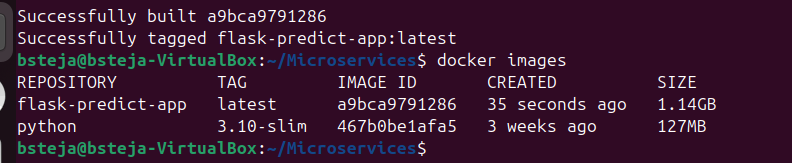 Successfully built a9bca9791286
Successfully tagged flask-predict-app:latest
bsteja@bsteja-VirtualBox:~/Microservices$ docker images
REPOSITORY TAG IMAGE ID CREATED SIZE
flask-predict-app latest a9bca9791286 35 seconds ago 1.14GB
python 3.10-slim 467b0be1afa5 3 weeks ago 127MB
bsteja@bsteja-VirtualBox:~/Microservices$